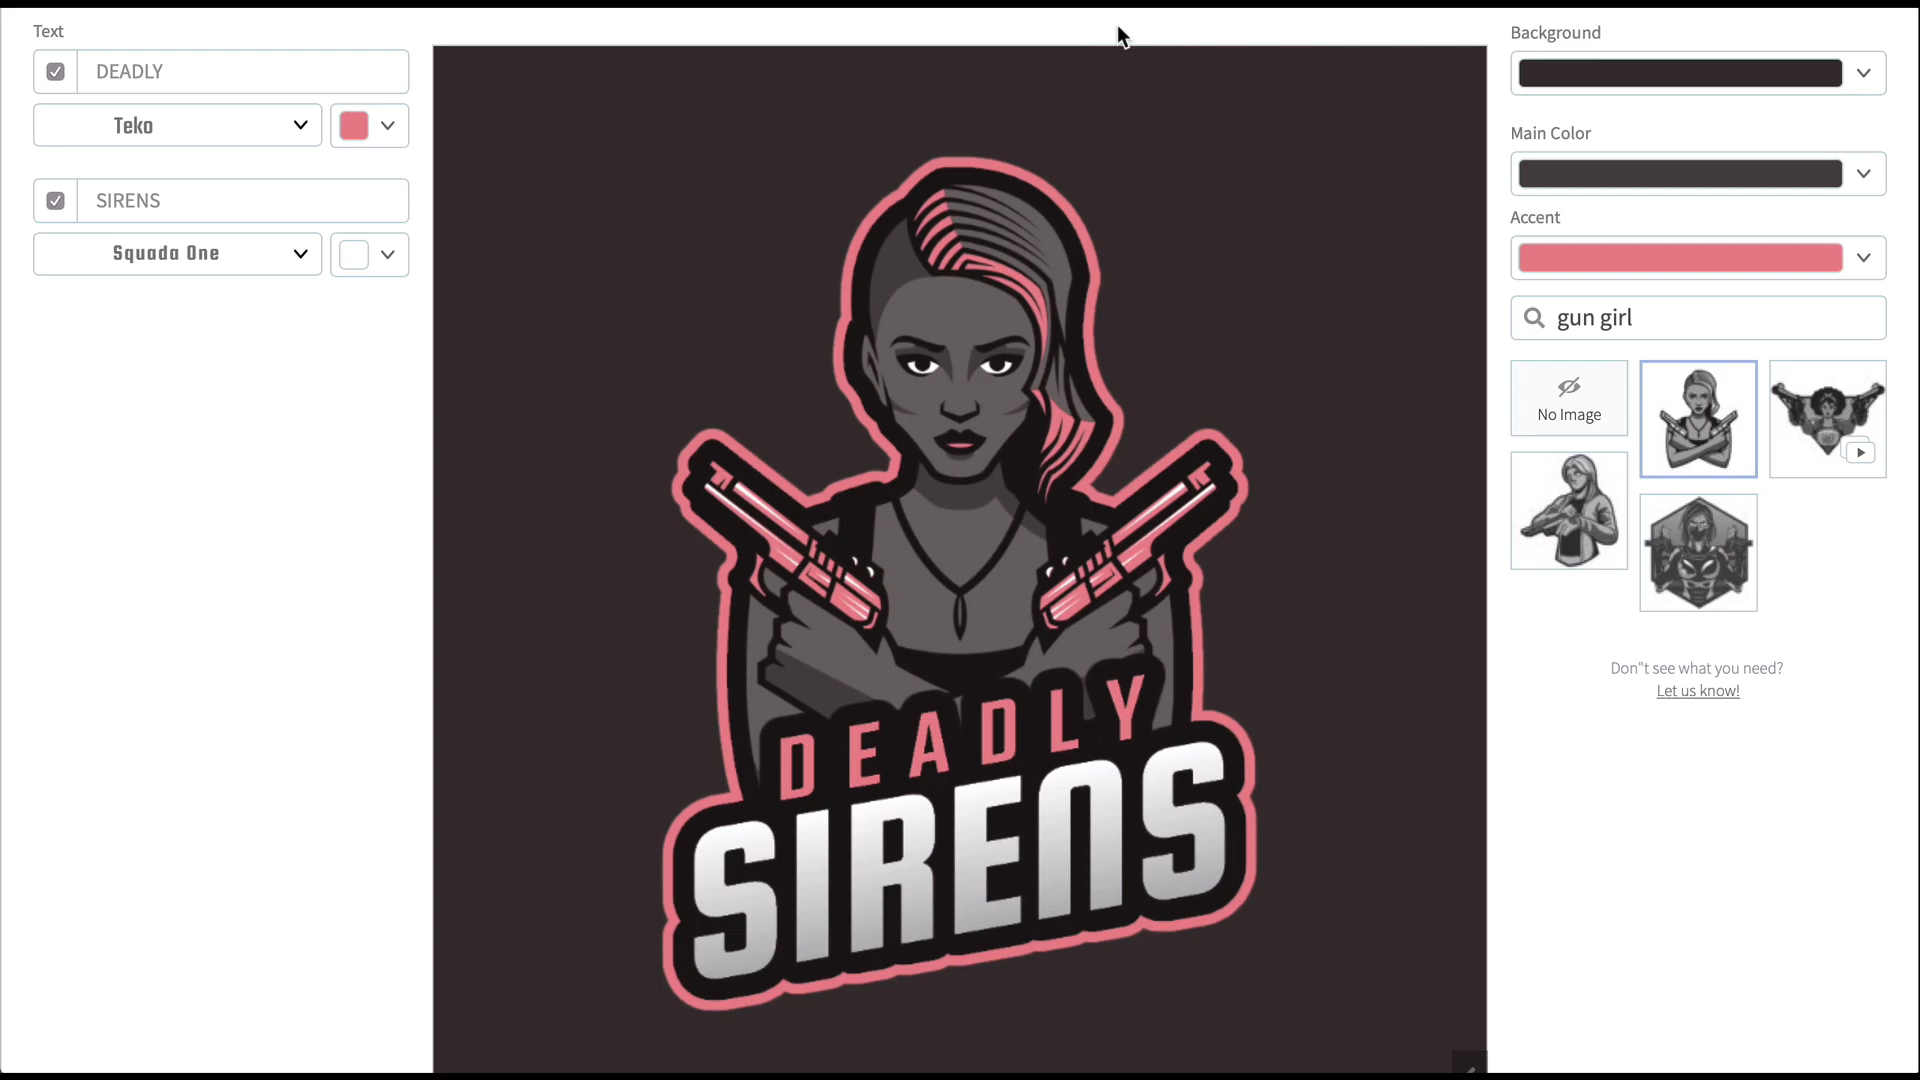 Text
DEADLY
Teko
SIRENS
Squada One
DEADLY
SIRENS
Background
Main Color
Accent
gun girl
No Image
Don"t see what you need?
Let us know!